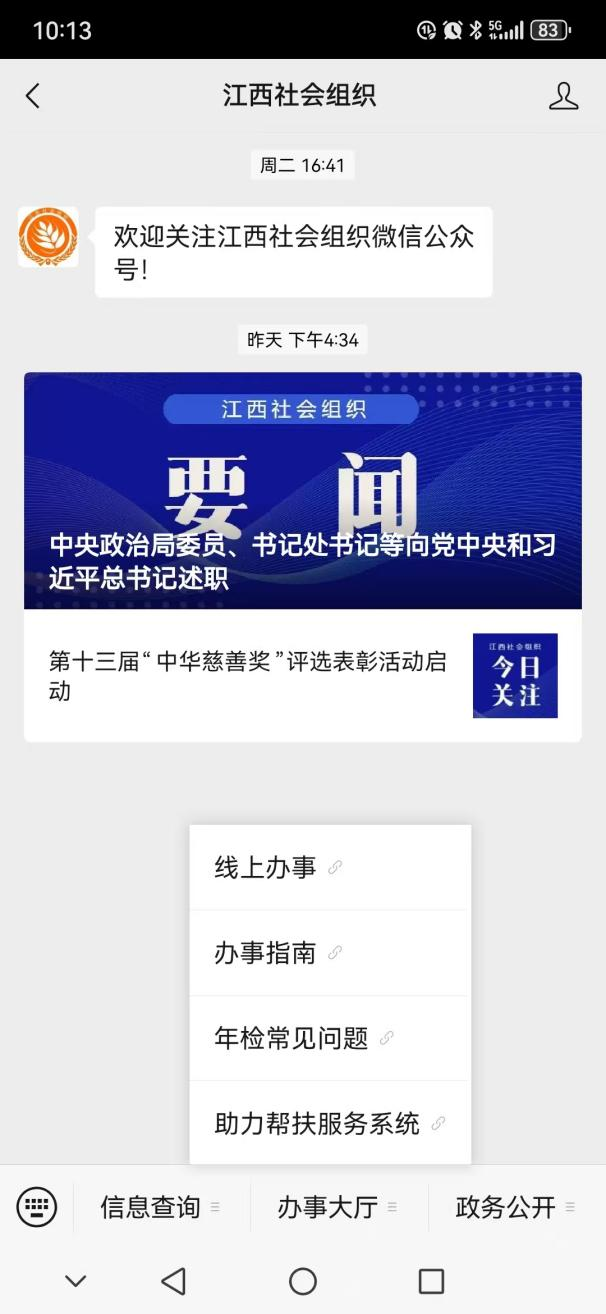 10:13
5G
83
江西社会组织
周二 16:41
欢迎关注江西社会组织微信公众
号！
昨天 下午4:34
江西社会组织
要闻
中央政治局委员、书记处书记等向党中央和习
近平总书记述职
第十三届“中华慈善奖”评选表彰活动启
动
江西社会组织
今日
关注
线上办事
办事指南
年检常见问题
助力帮扶服务系统
信息查询
办事大厅
政务公开